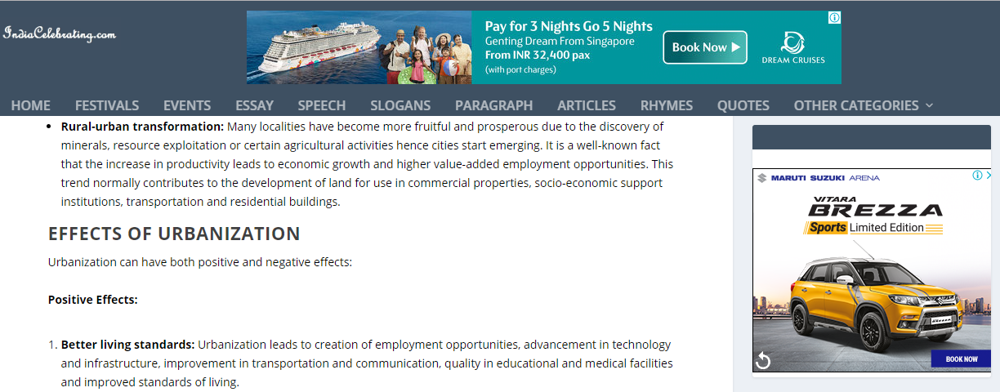 IndiaCelebrating.com
Pay for 3 Nights Go 5 Nights
Genting Dream From Singapore
From INR 32,400 pax
(with port charges)
Book Now
DREAM CRUISES
HOME FESTIVALS EVENTS ESSAY SPEECH SLOGANS PARAGRAPH ARTICLES RHYMES QUOTES OTHER CATEGORIES
• Rural-urban transformation: Many localities have become more fruitful and prosperous due to the discovery of
minerals, resource exploitation or certain agricultural activities hence cities start emerging. It is a well-known fact
that the increase in productivity leads to economic growth and higher value-added employment opportunities. This
trend normally contributes to the development of land for use in commercial properties, socio-economic support
institutions, transportation and residential buildings.
EFFECTS OF URBANIZATION
Urbanization can have both positive and negative effects:
Positive Effects:
1. Better living standards: Urbanization leads to creation of employment opportunities, advancement in technology
and infrastructure, improvement in transportation and communication, quality in educational and medical facilities
and improved standards of living.
MARUTI SUZUKI ARENA
VITARA
BREZZA
Sports Limited Edition
BOOK NOW